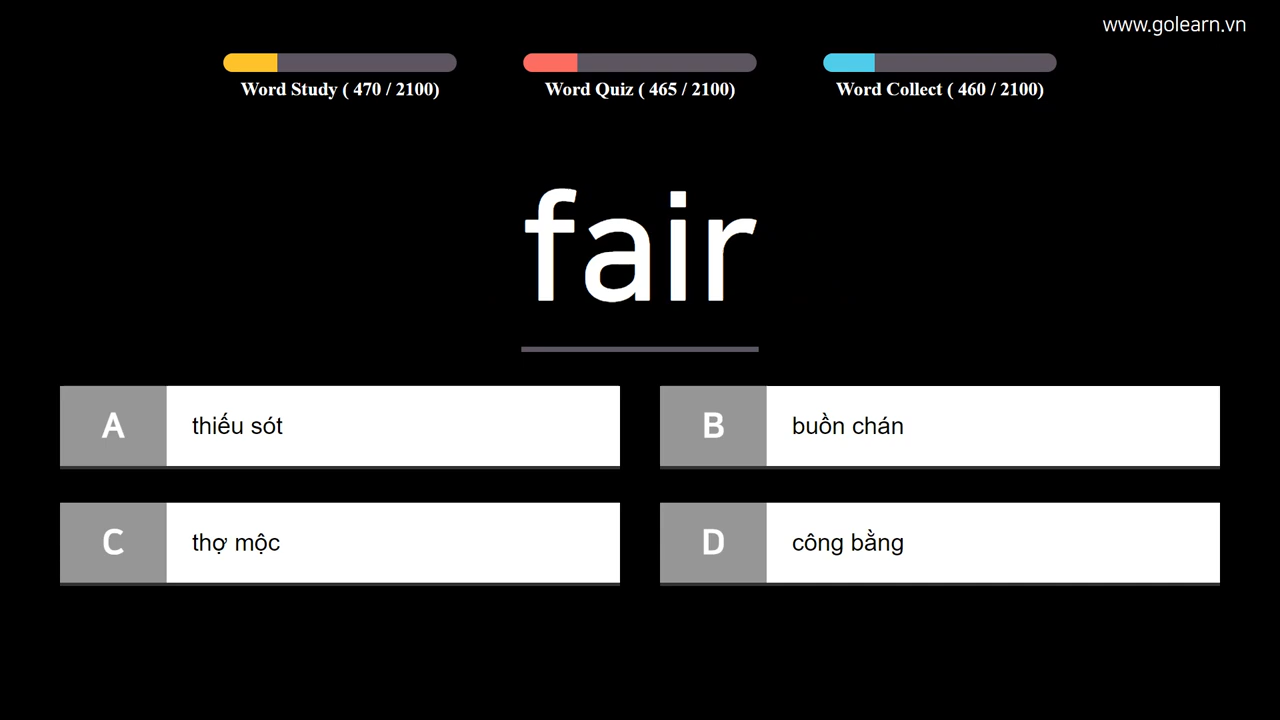 www.golearn.vn
Word Study ( 470 / 2100)
Word Quiz ( 465 / 2100)
Word Collect ( 460 / 2100)
fair
A thiếu sót
B buồn chán
C thợ mộc
D công bằng